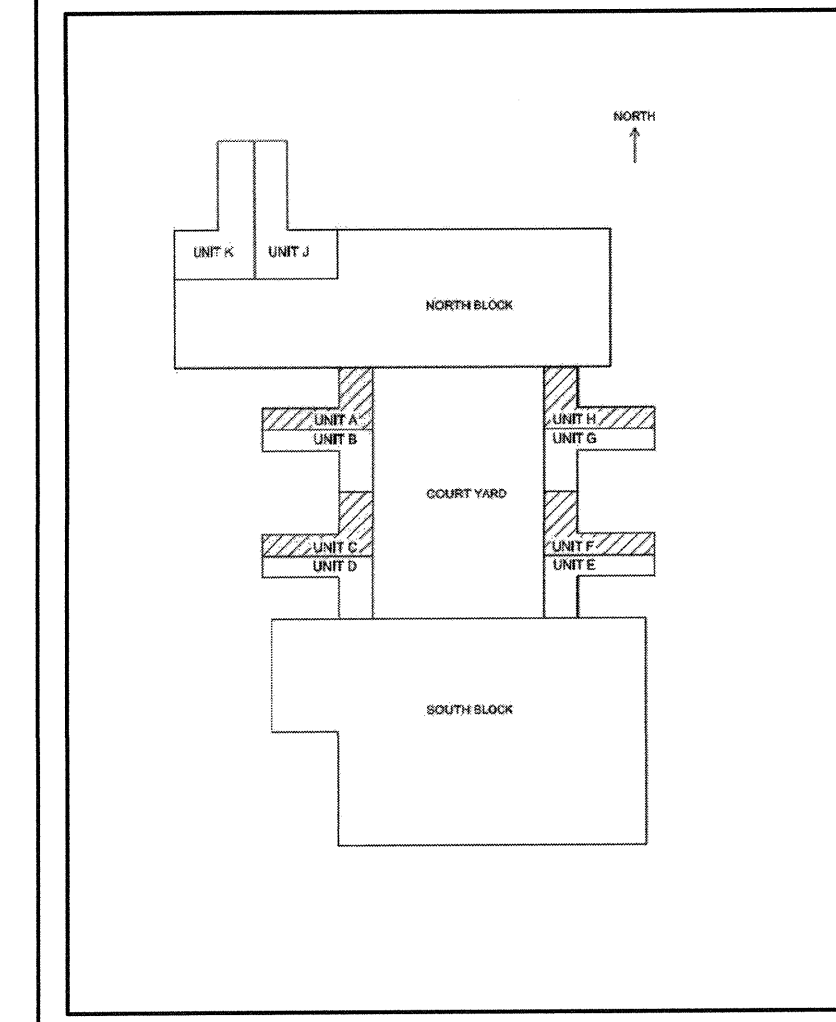 NORTH
UNIT K
UNIT J
NORTH BLOCK
UNIT A
UNIT H
UNIT B
UNIT G
COURT YARD
UNIT C
UNIT F
UNIT D
UNIT E
SOUTH BLOCK